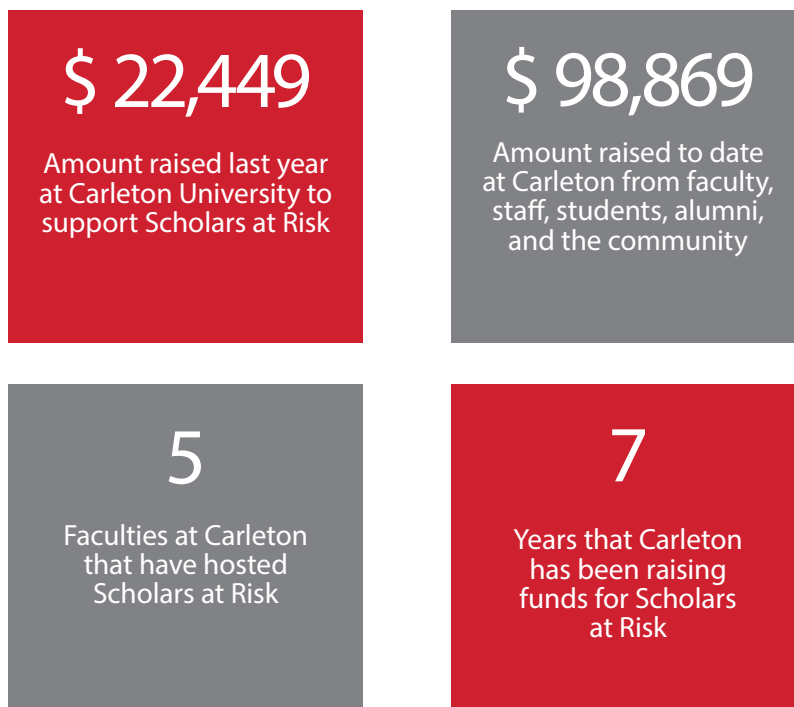 $ 22,449
Amount raised last year
at Carleton University to
support Scholars at Risk
$ 98,869
Amount raised to date
at Carleton from faculty,
staff, students, alumni,
and the community
5
Faculties at Carleton
that have hosted
Scholars at Risk
7
Years that Carleton
has been raising
funds for Scholars
at Risk